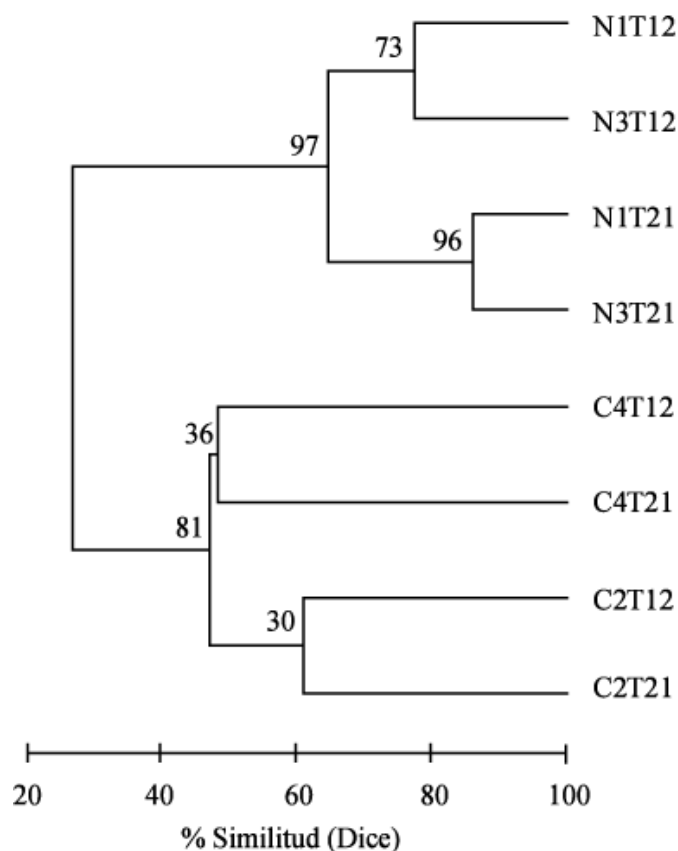 N1T12
73
N3T12
97
N1T21
96
N3T21
C4T12
36
C4T21
81
C2T12
30
C2T21
20 40 60 80 100
% Similitud (Dice)